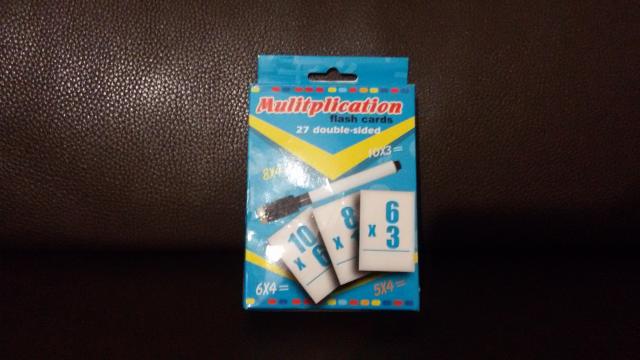 Mulitplication
flash cards
27 double-sided
10X3=
8X4
10
x 6
8
x
6
x 3
6X4=
5X4=